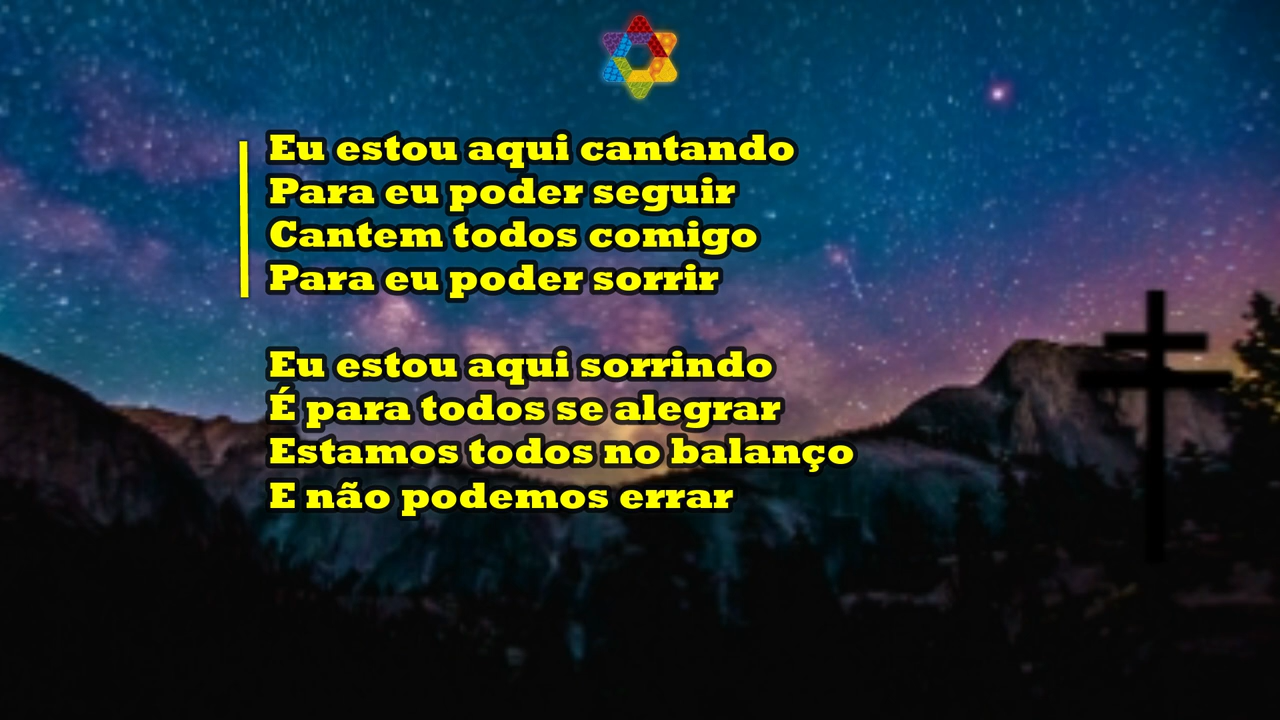 Eu estou aqui cantando
Para eu poder seguir
Cantem todos comigo
Para eu poder sorrir
Eu estou aqui sorrindo
É para todos se alegrar
Estamos todos no balanço
E não podemos errar